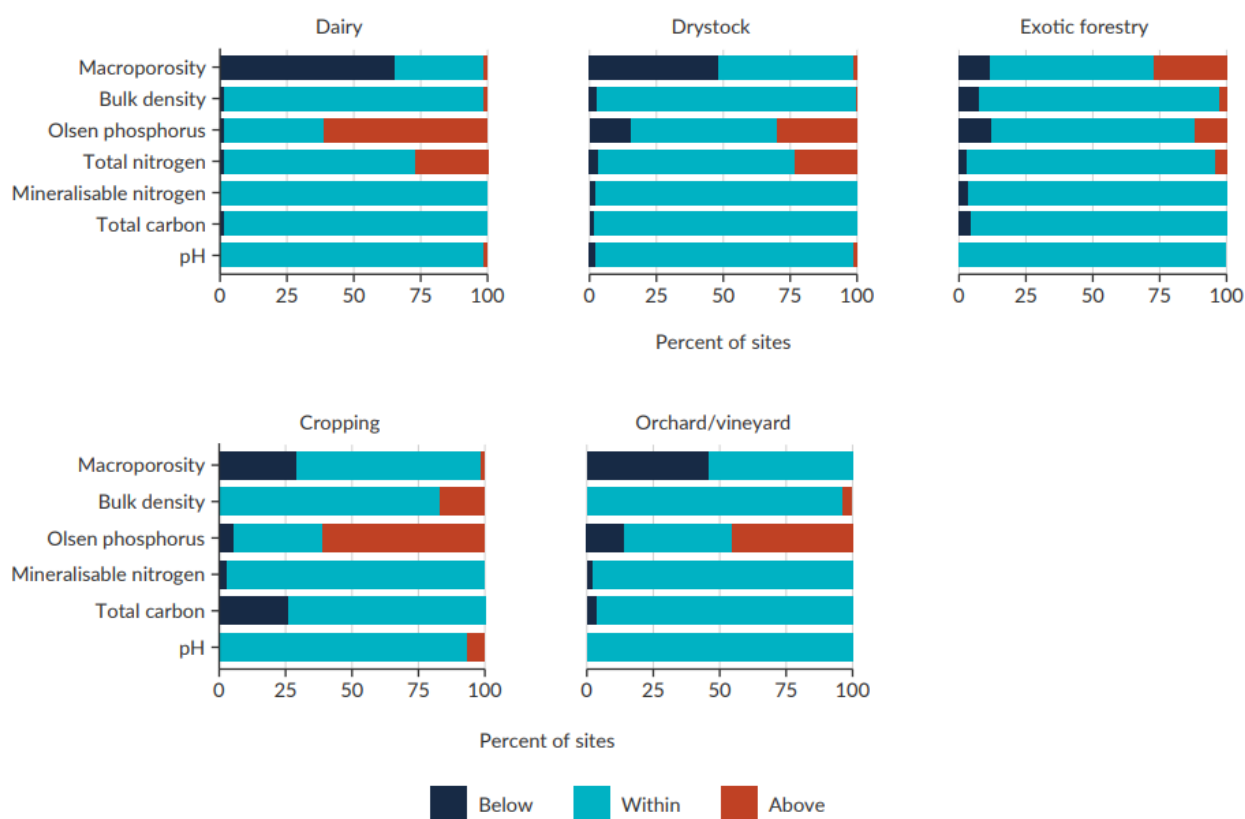 Dairy Drystock Exotic forestry
Macroporosity
Bulk density
Olsen phosphorus
Total nitrogen
Mineralisable nitrogen
Total carbon
pH
0 25 50 75 100 0 25 50 75 100 0 25 50 75 100
Percent of sites
Cropping Orchard/vineyard
Macroporosity
Bulk density
Olsen phosphorus
Mineralisable nitrogen
Total carbon
pH
0 25 50 75 100 0 25 50 75 100
Percent of sites
Below Within Above